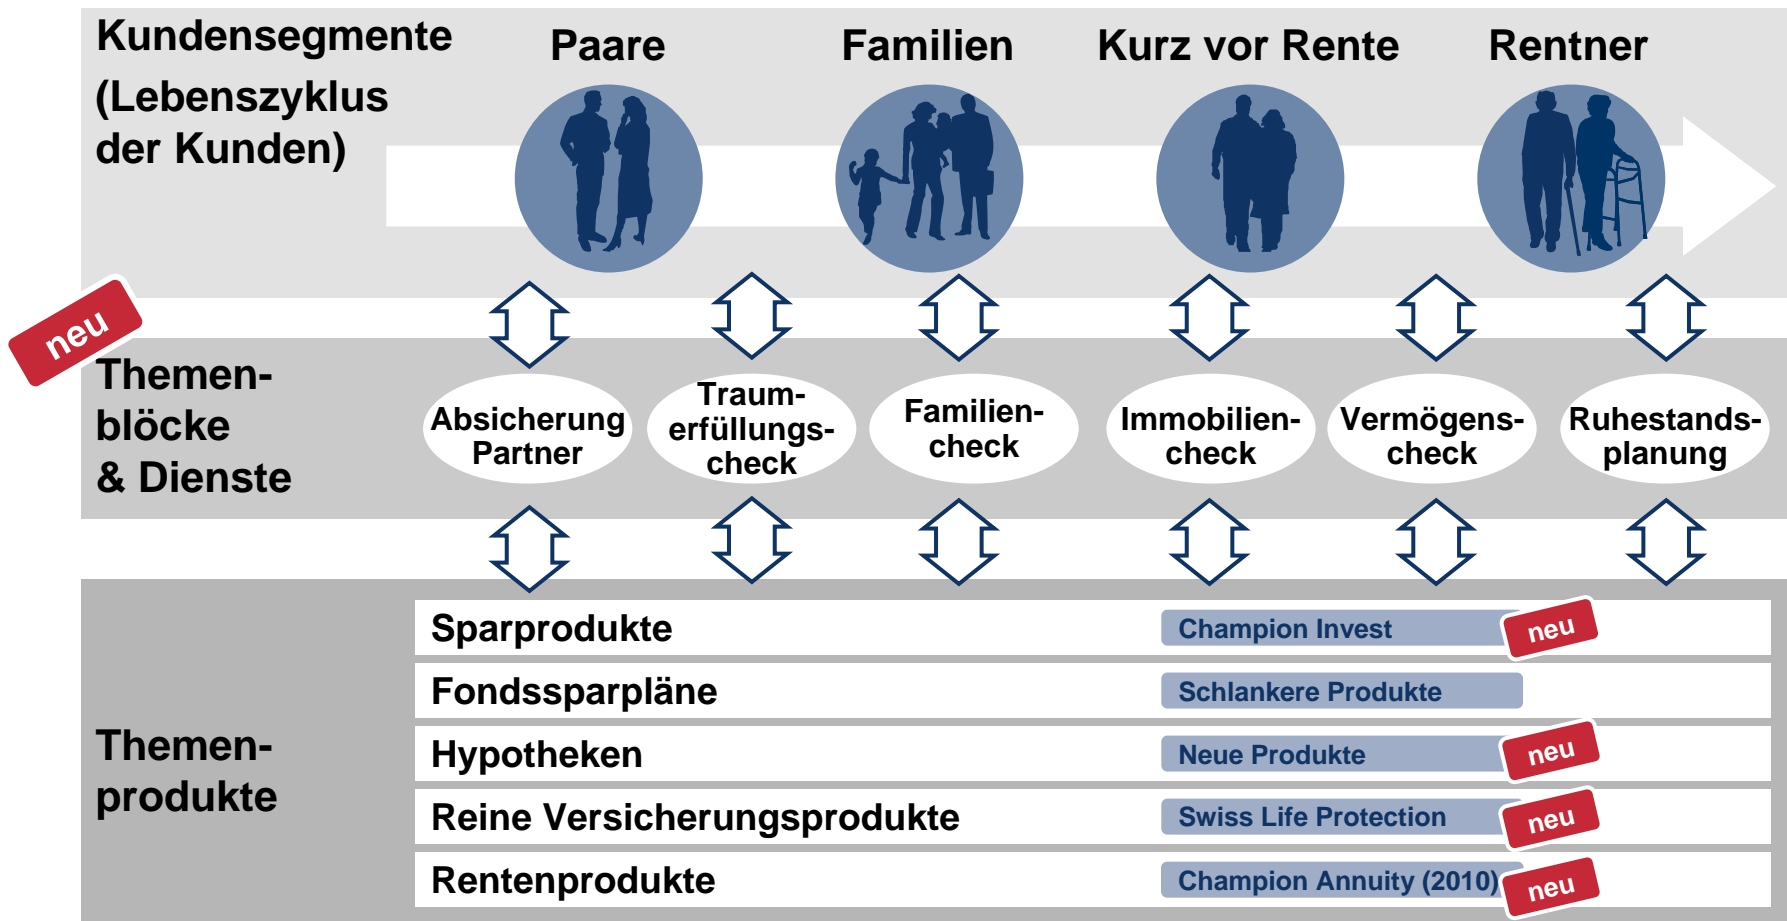 Kundensegmente
(Lebenszyklus
der Kunden)
Paare
Familien
Kurz vor Rente
Rentner
neu
Themen-
blöcke
& Dienste
Absicherung
Partner
Traum-
erfüllungs-
check
Familien-
check
Immobilien-
check
Vermögens-
check
Ruhestands-
planung
Themen-
produkte
Sparprodukte
Champion Invest
neu
Fondssparpläne
Schlankere Produkte
Hypotheken
Neue Produkte
neu
Reine Versicherungsprodukte
Swiss Life Protection
neu
Rentenprodukte
Champion Annuity (2010)
neu